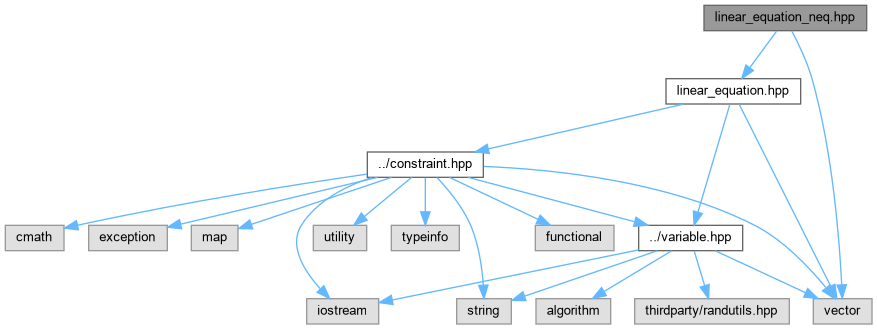 linear_equation_neq.hpp
linear_equation.hpp
../constraint.hpp
cmath
exception
map
utility
typeinfo
functional
../variable.hpp
iostream
string
algorithm
thirdparty/randutils.hpp
vector